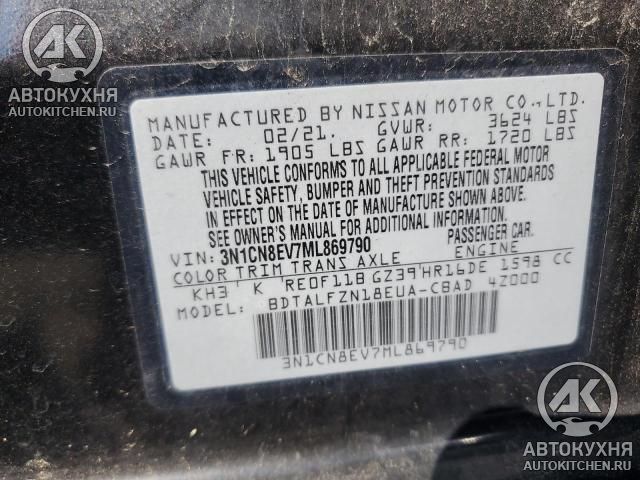 AK
АВТОКУХНЯ
AUTOKITCHEN.RU
MANUFACTURED BY NISSAN MOTOR CO., LTD.
DATE: 02/21. GVWR: 3624 LBS
GAWR FR: 1905 LBS GAWR RR: 1720 LBS
THIS VEHICLE CONFORMS TO ALL APPLICABLE FEDERAL MOTOR
VEHICLE SAFETY, BUMPER AND THEFT PREVENTION STANDARDS
IN EFFECT ON THE DATE OF MANUFACTURE SHOWN ABOVE.
SEE OWNER'S MANUAL FOR ADDITIONAL INFORMATION.
VIN: 3N1CN8EV7ML869790 PASSENGER CAR.
COLOR TRIM TRANS AXLE ENGINE
KH3 K RE0F11B GZ39 HR16DE 1598 CC
MODEL: BDTALFZN18EUA-CBAD 4Z000
3N1CN8EV7ML869790
AK
АВТОКУХНЯ
AUTOKITCHEN.RU